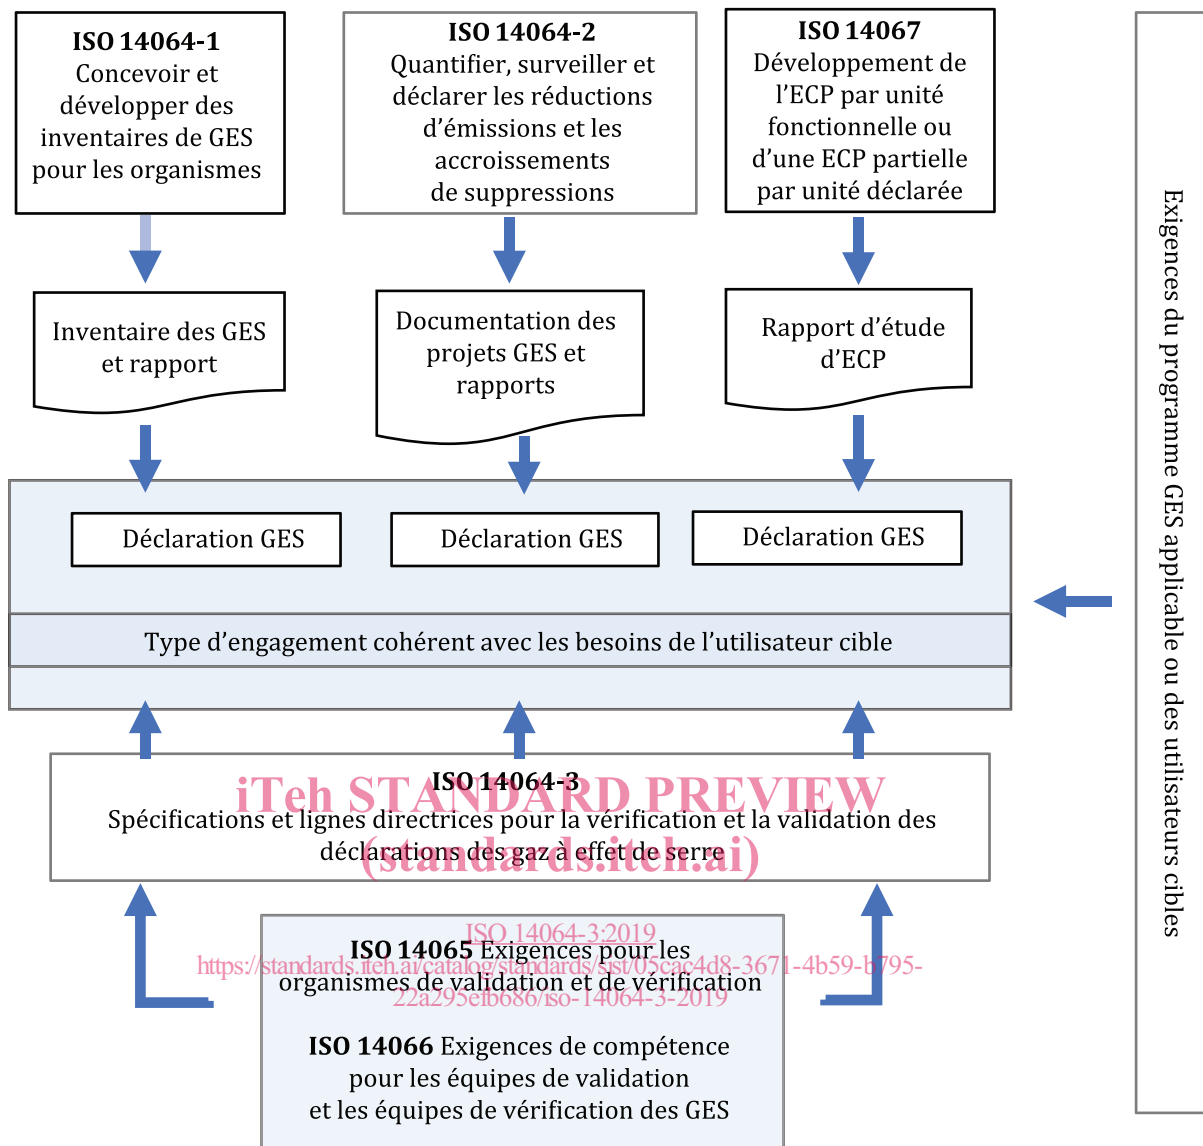 ISO 14064-1
Concevoir et
développer des
inventaires de GES
pour les organismes
ISO 14064-2
Quantifier, surveiller et
déclarer les réductions
d'émissions et les
accroissements
de suppressions
ISO 14067
Développement de
l'ECP par unité
fonctionnelle ou
d'une ECP partielle
par unité déclarée
Inventaire des GES
et rapport
Documentation des
projets GES et
rapports
Rapport d'étude
d'ECP
Déclaration GES
Déclaration GES
Déclaration GES
Type d'engagement cohérent avec les besoins de l'utilisateur cible
ISO 14064-3
iTeh STANDARD PREVIEW
Spécifications et lignes directrices pour la vérification et la validation des
déclarations des gaz à effet de serre
(standards.iteh.ai)
ISO 14064-3:2019
ISO 14065 Exigences pour les
https://standards.iteh.ai/catalog/standards/sist/05cac4d8-3671-4b59-b795-
organismes de validation et de vérification
22a295efb686/iso-14064-3-2019
ISO 14066 Exigences de compétence
pour les équipes de validation
et les équipes de vérification des GES
Exigences du programme GES applicable ou des utilisateurs cibles